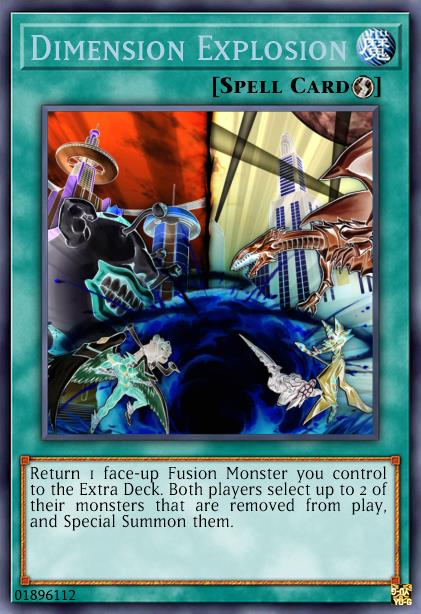 Dimension Explosion 魔
[Spell Card]
Return 1 face-up Fusion Monster you control
to the Extra Deck. Both players select up to 2 of
their monsters that are removed from play,
and Special Summon them.
01896112